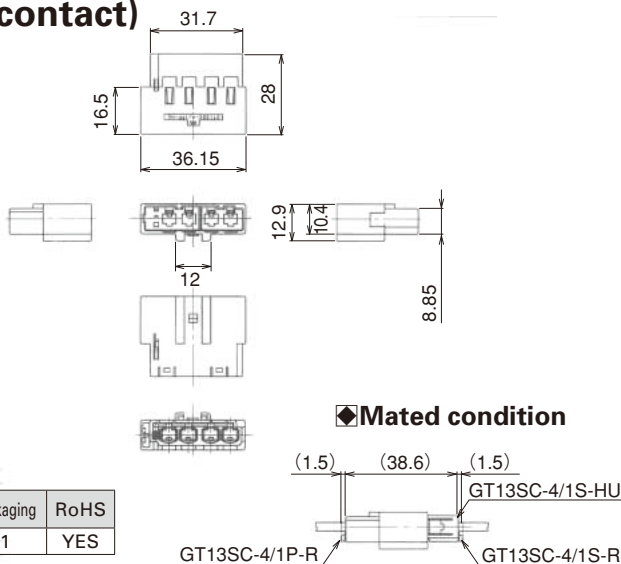 contact)
31.7
16.5
28
36.15
12.9
10.4
12
8.85
Mated condition
(1.5)
(38.6)
(1.5)
GT13SC-4/1S-HU
GT13SC-4/1P-R
GT13SC-4/1S-R
aging RoHS
1 YES